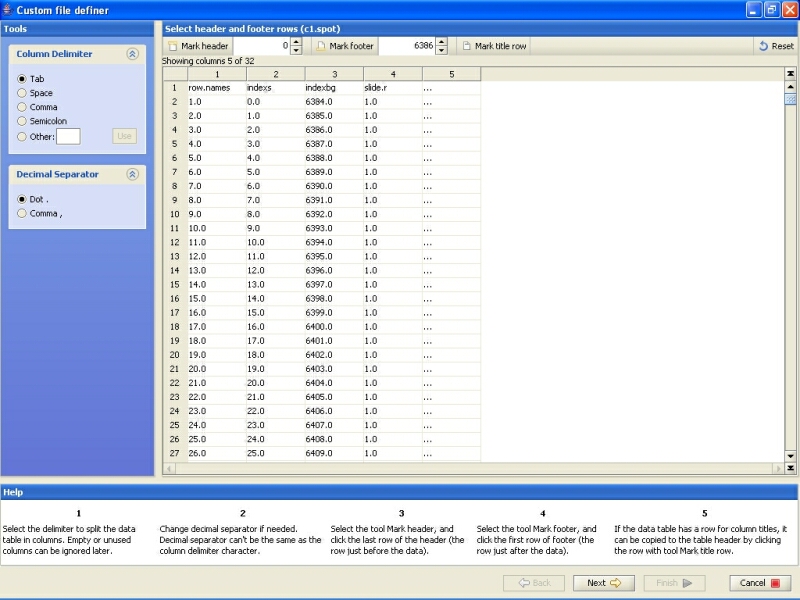 Custom file definer
Tools
Column Delimiter
Tab
Space
Comma
Semicolon
Other:
Use
Decimal Separator
Dot .
Comma ,
Select header and footer rows (c1.spot)
Mark header 0 Mark footer 6386 Mark title row Reset
Showing columns 5 of 32
1 2 3 4 5
1 row.names indexs indexbg slide.r ...
2 1.0 0.0 6384.0 1.0 ...
3 2.0 1.0 6385.0 1.0 ...
4 3.0 2.0 6386.0 1.0 ...
5 4.0 3.0 6387.0 1.0 ...
6 5.0 4.0 6388.0 1.0 ...
7 6.0 5.0 6389.0 1.0 ...
8 7.0 6.0 6390.0 1.0 ...
9 8.0 7.0 6391.0 1.0 ...
10 9.0 8.0 6392.0 1.0 ...
11 10.0 9.0 6393.0 1.0 ...
12 11.0 10.0 6394.0 1.0 ...
13 12.0 11.0 6395.0 1.0 ...
14 13.0 12.0 6396.0 1.0 ...
15 14.0 13.0 6397.0 1.0 ...
16 15.0 14.0 6398.0 1.0 ...
17 16.0 15.0 6399.0 1.0 ...
18 17.0 16.0 6400.0 1.0 ...
19 18.0 17.0 6401.0 1.0 ...
20 19.0 18.0 6402.0 1.0 ...
21 20.0 19.0 6403.0 1.0 ...
22 21.0 20.0 6404.0 1.0 ...
23 22.0 21.0 6405.0 1.0 ...
24 23.0 22.0 6406.0 1.0 ...
25 24.0 23.0 6407.0 1.0 ...
26 25.0 24.0 6408.0 1.0 ...
27 26.0 25.0 6409.0 1.0 ...
Help
1
Select the delimiter to split the data
table in columns. Empty or unused
columns can be ignored later.
2
Change decimal separator if needed.
Decimal separator can't be the same as the
column delimiter character.
3
Select the tool Mark header, and
click the last row of the header (the
row just before the data).
4
Select the tool Mark footer, and
click the first row of footer (the
row just after the data).
5
If the data table has a row for column titles, it
can be copied to the table header by clicking
the row with tool Mark title row.
Back Next Finish Cancel